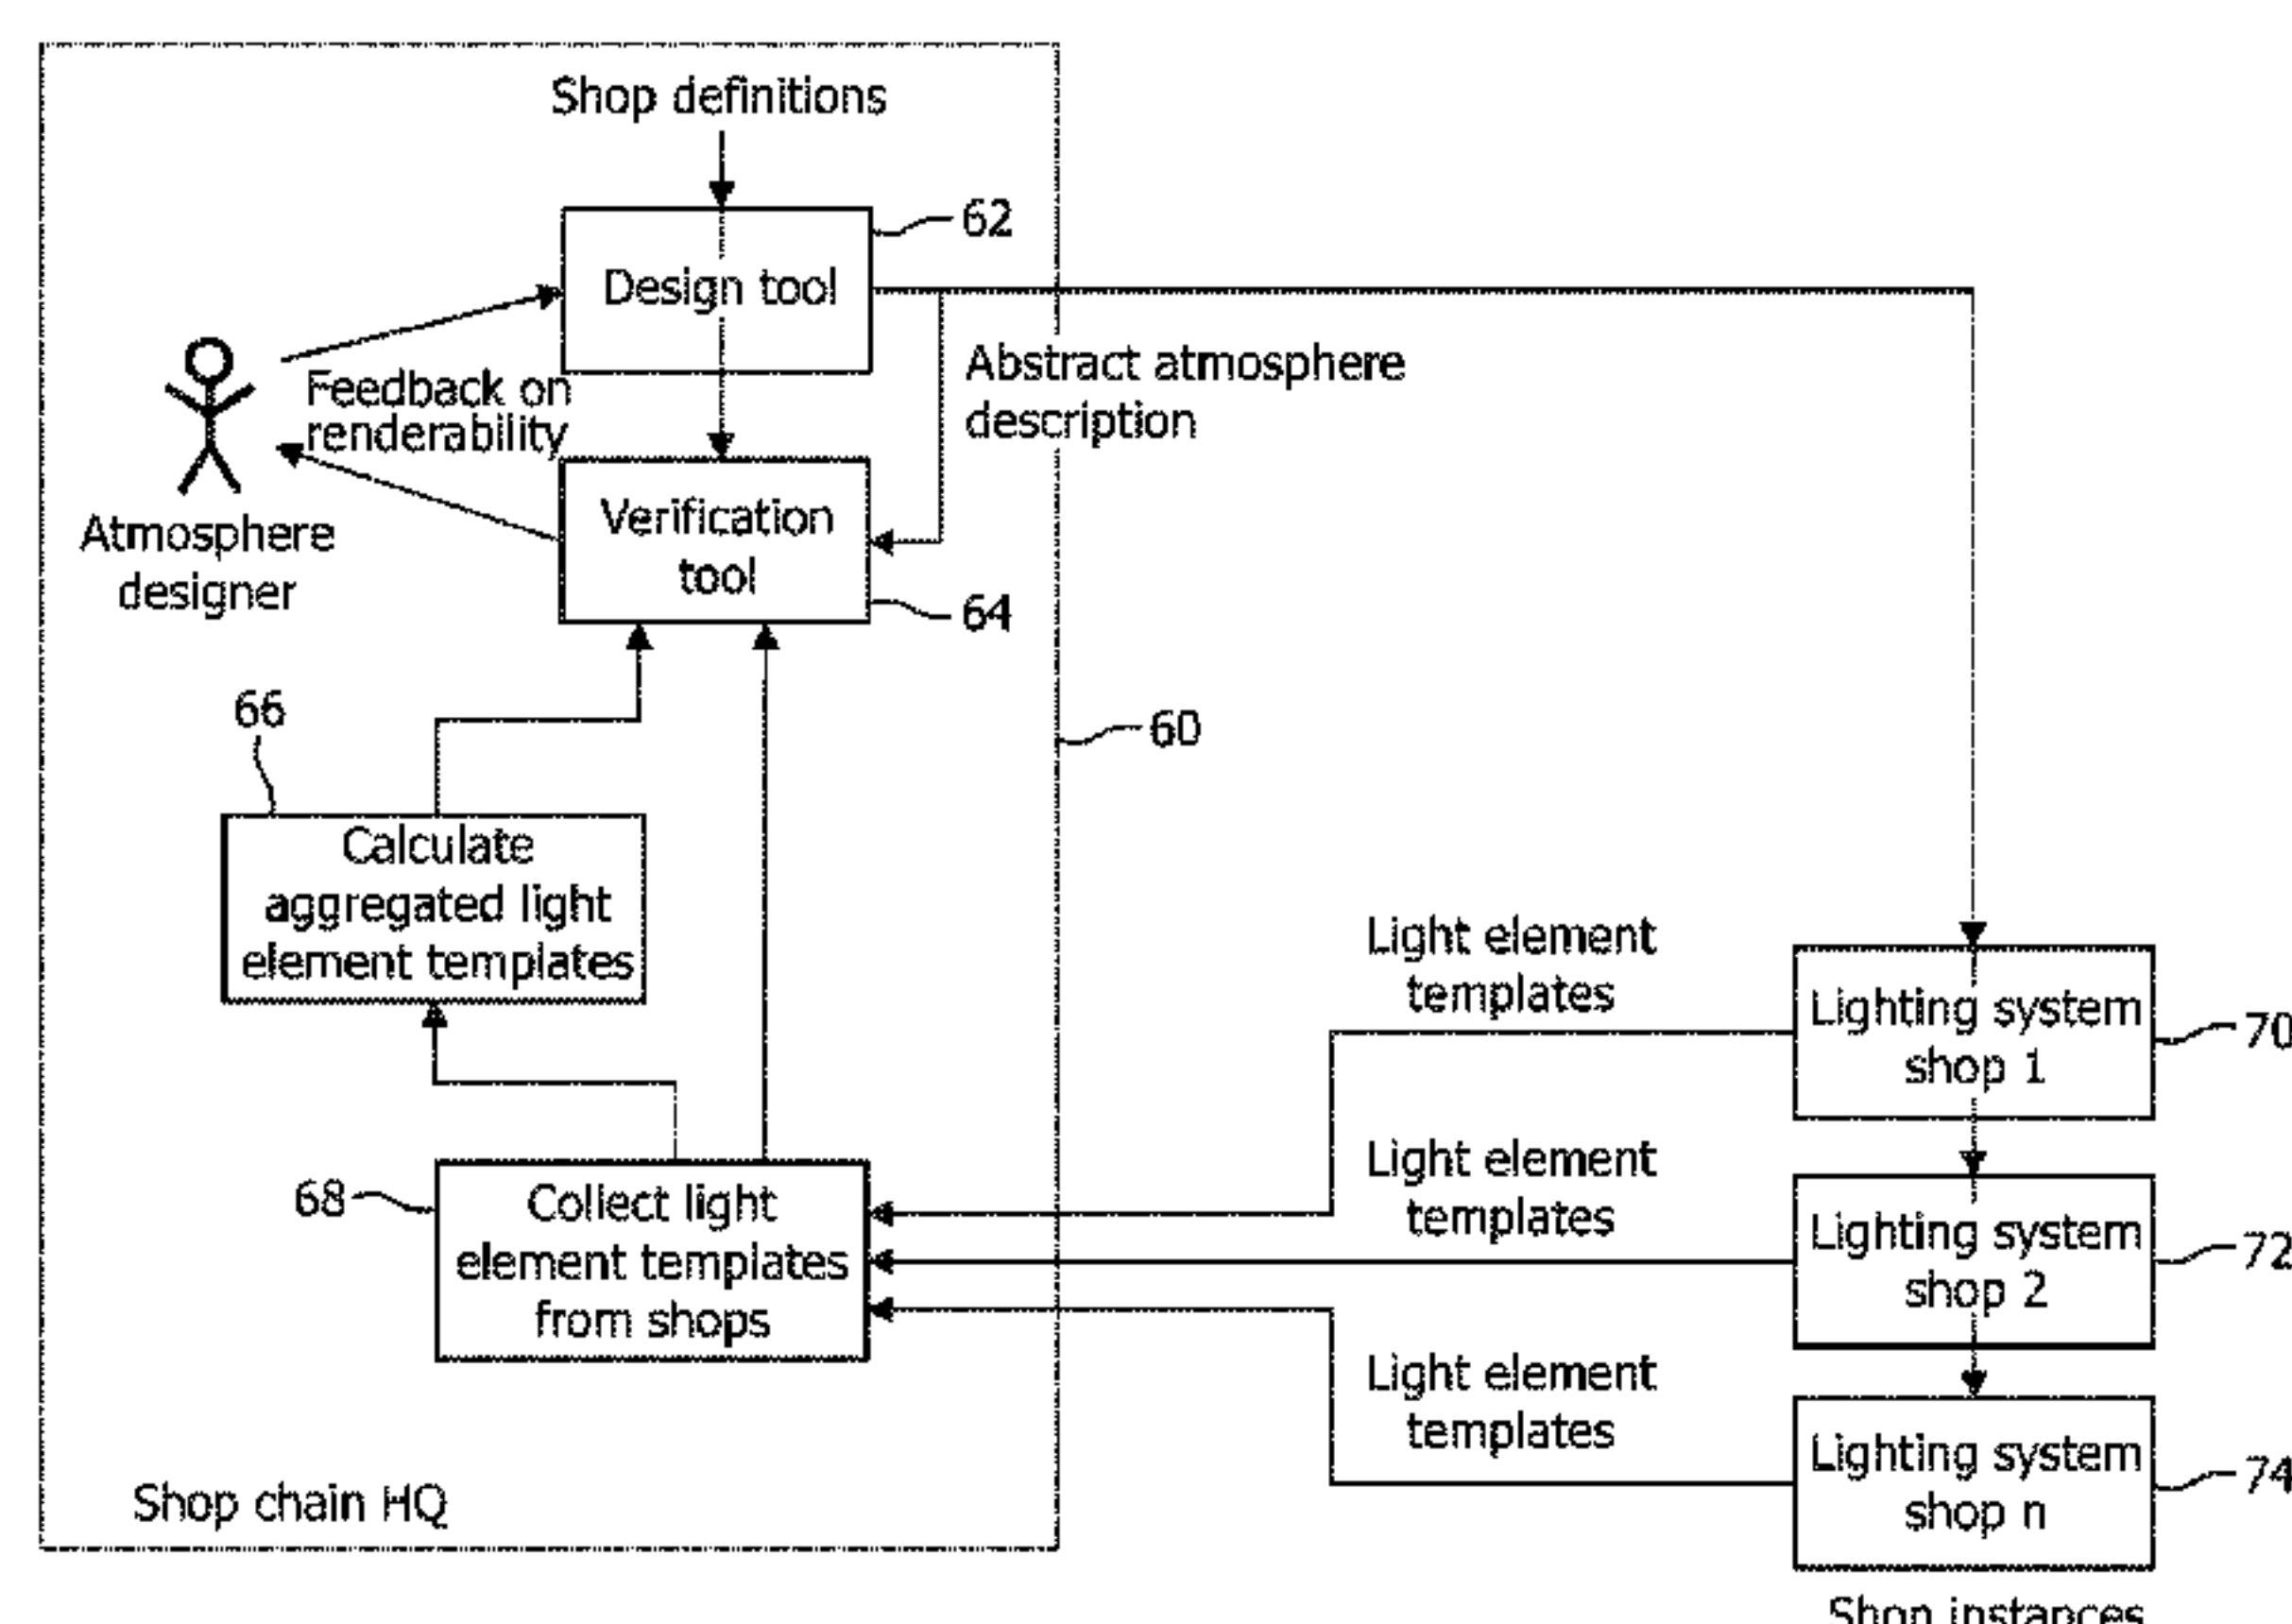 Shop definitions
62
Design tool
Abstract atmosphere
description
Feedback on
renderability
Atmosphere
designer
Verification
tool
64
66
60
Calculate
aggregated light
element templates
Light element
templates
Lighting system
shop 1
70
68
Collect light
element templates
from shops
Light element
templates
Lighting system
shop 2
72
Light element
templates
Lighting system
shop n
74
Shop chain HQ
Shop instances